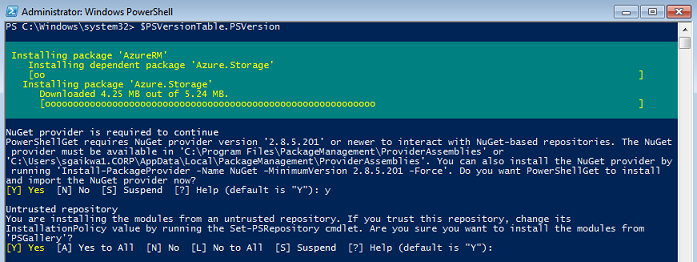 Administrator: Windows PowerShell
PS C:\Windows\system32> $PSVersionTable.PSVersion
Installing package 'AzureRM'
Installing dependent package 'Azure.Storage'
[oo ]
Installing package 'Azure.Storage'
Downloaded 4.25 MB out of 5.24 MB.
[oooooooooooooooooooooooooooooooooooooooooooooooooooooooooo ]
NuGet provider is required to continue
PowerShellGet requires NuGet provider version '2.8.5.201' or newer to interact with NuGet-based repositories. The NuGet
provider must be available in 'C:\Program Files\PackageManagement\ProviderAssemblies' or
'C:\Users\sgaikwa1.CORP\AppData\Local\PackageManagement\ProviderAssemblies'. You can also install the NuGet provider by
running 'Install-PackageProvider -Name NuGet -MinimumVersion 2.8.5.201 -Force'. Do you want PowerShellGet to install
and import the NuGet provider now?
[Y] Yes [N] No [S] Suspend [?] Help (default is "Y"): y
Untrusted repository
You are installing the modules from an untrusted repository. If you trust this repository, change its
InstallationPolicy value by running the Set-PSRepository cmdlet. Are you sure you want to install the modules from
'PSGallery'?
[Y] Yes [A] Yes to All [N] No [L] No to All [S] Suspend [?] Help (default is "Y"):